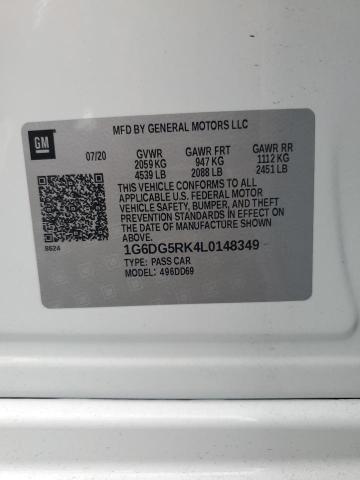 MFD BY GENERAL MOTORS LLC
GM
07/20 GVWR GAWR FRT GAWR RR
2059 KG 947 KG 1112 KG
4539 LB 2088 LB 2451 LB
THIS VEHICLE CONFORMS TO ALL
APPLICABLE U.S. FEDERAL MOTOR
VEHICLE SAFETY, BUMPER, AND
THEFT PREVENTION STANDARDS IN
EFFECT ON THE DATE OF
MANUFACTURE SHOWN
ABOVE.
S624
1G6DG5RK4L0148349
TYPE: PASS CAR
MODEL: 496DD69